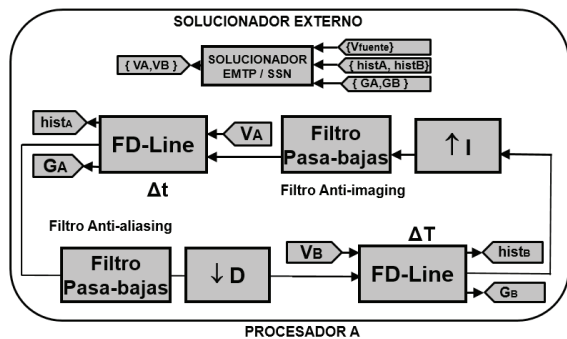 SOLUCIONADOR EXTERNO
{ VA,VB }
SOLUCIONADOR
EMTP / SSN
{Vfuente}
{ histA, histB}
{ GA,GB }
histA
GA
FD-Line
Δt
VA
Filtro
Pasa-bajas
Filtro Anti-imaging
↑ I
Filtro Anti-aliasing
Filtro
Pasa-bajas
↓ D
VB
ΔT
FD-Line
histB
GB
PROCESADOR A